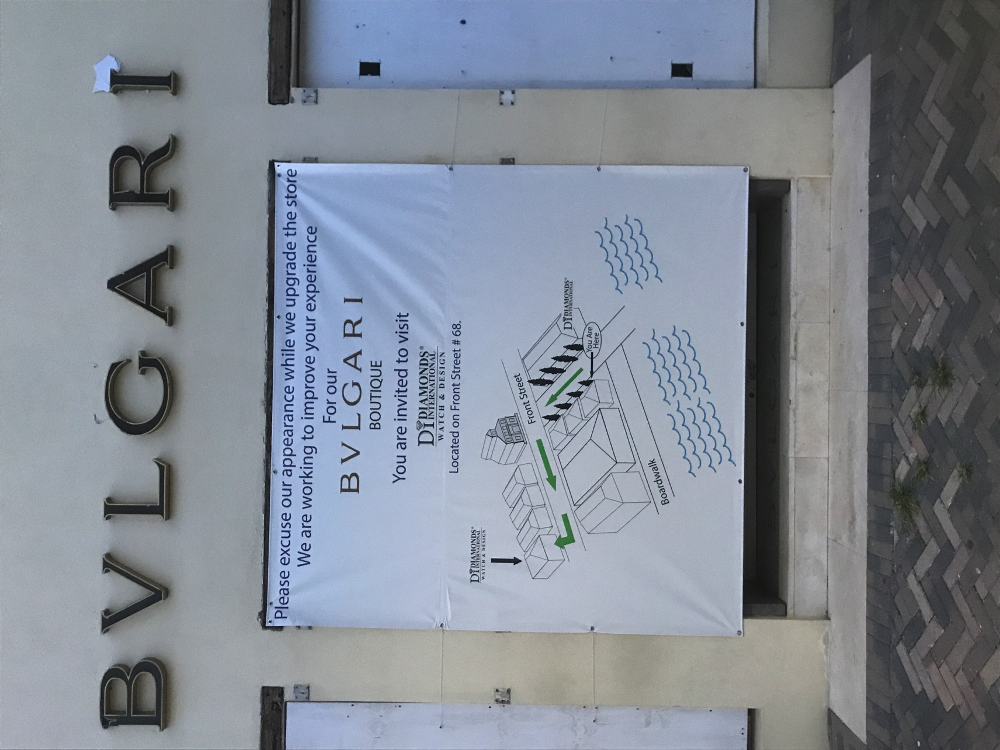 BVLGARI
Please excuse our appearance while we upgrade the store
We are working to improve your experience
For our
BVLGARI
BOUTIQUE
You are invited to visit
DI DIAMONDS®
INTERNATIONAL
WATCH & DESIGN
Located on Front Street # 68.
DI DIAMONDS®
INTERNATIONAL
WATCH & DESIGN
Front Street
DI DIAMONDS®
INTERNATIONAL
You Are
Here
Boardwalk